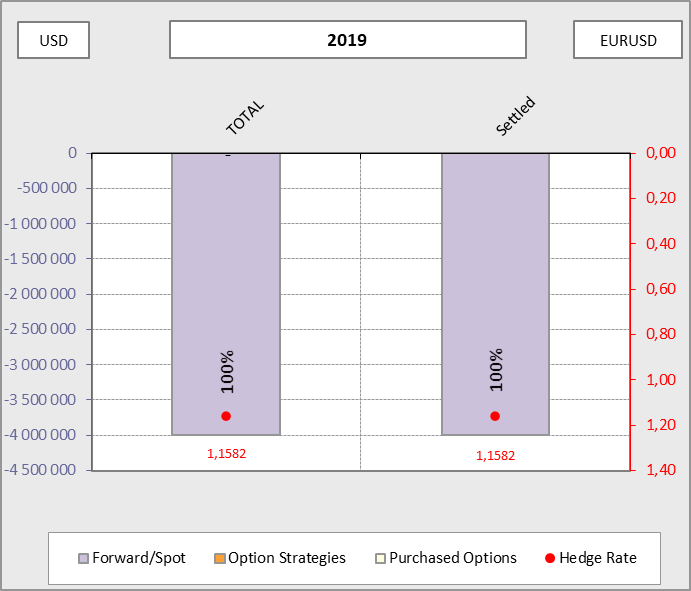 USD
2019
EURUSD
TOTAL
Settled
0
-500 000
-1 000 000
-1 500 000
-2 000 000
-2 500 000
-3 000 000
-3 500 000
-4 000 000
-4 500 000
-
100%
100%
1,1582
1,1582
0,00
0,20
0,40
0,60
0,80
1,00
1,20
1,40
Forward/Spot Option Strategies Purchased Options Hedge Rate